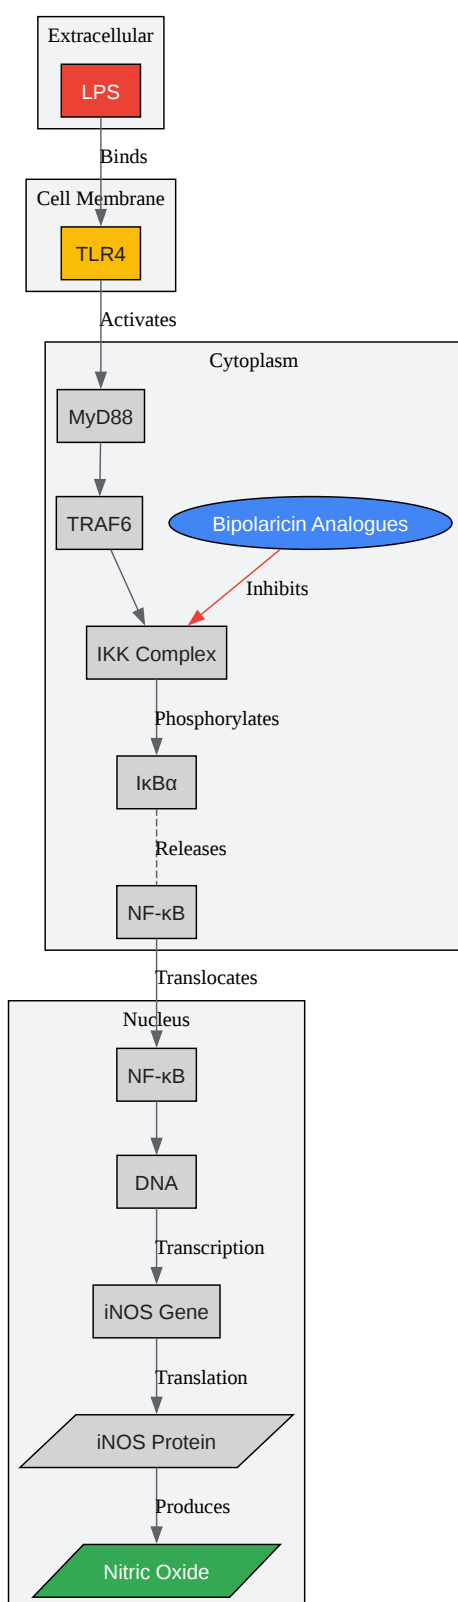 Extracellular
LPS
Binds
Cell Membrane
TLR4
Activates
Cytoplasm
MyD88
TRAF6
Bipolaricin Analogues
Inhibits
IKK Complex
Phosphorylates
IκBα
Releases
NF-κB
Translocates
Nucleus
NF-κB
DNA
Transcription
iNOS Gene
Translation
iNOS Protein
Produces
Nitric Oxide